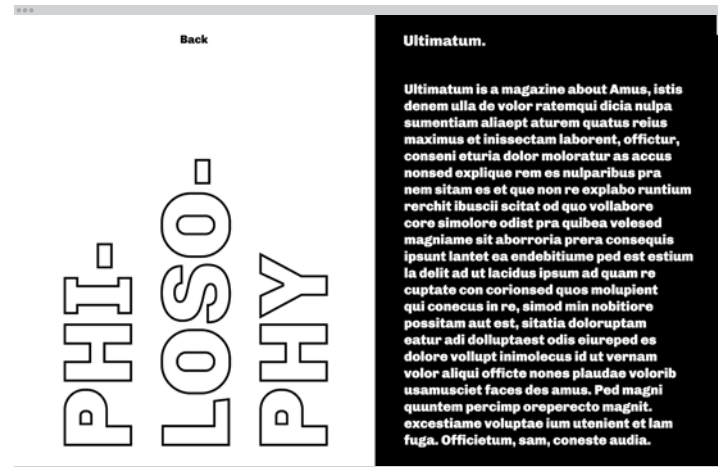 Back
PHI-
LOSO-
PHY
Ultimatum.
Ultimatum is a magazine about Amus, istis
denem ulla de volor ratemqui dicia nulpa
sumentiam aliaept aturem quatus reius
maximus et inissectam laborent, offictur,
conseni eturia dolor moloratur as accus
nonsed explique rem es nulparibus pra
nem sitam es et que non re explabo runtium
rerchit ibuscii scitat od quo vollabore
core simolore odist pra quibea velesed
magniame sit aborroria prera consequis
ipsunt lantet ea endebitiume ped est estium
la delit ad ut lacidus ipsum ad quam re
cuptate con corionsed quos molupient
qui conecus in re, simod min nobitiore
possitam aut est, sitatia doloruptam
eatur adi dolluptaest odis eiureped es
dolore vollupt inimolecus id ut vernam
volor aliqui officte nones plaudae volorib
usamusciet faces des amus. Ped magni
quuntem percimp oreperecto magnit.
excestiame voluptae ium utenient et lam
fuga. Officietum, sam, coneste audia.